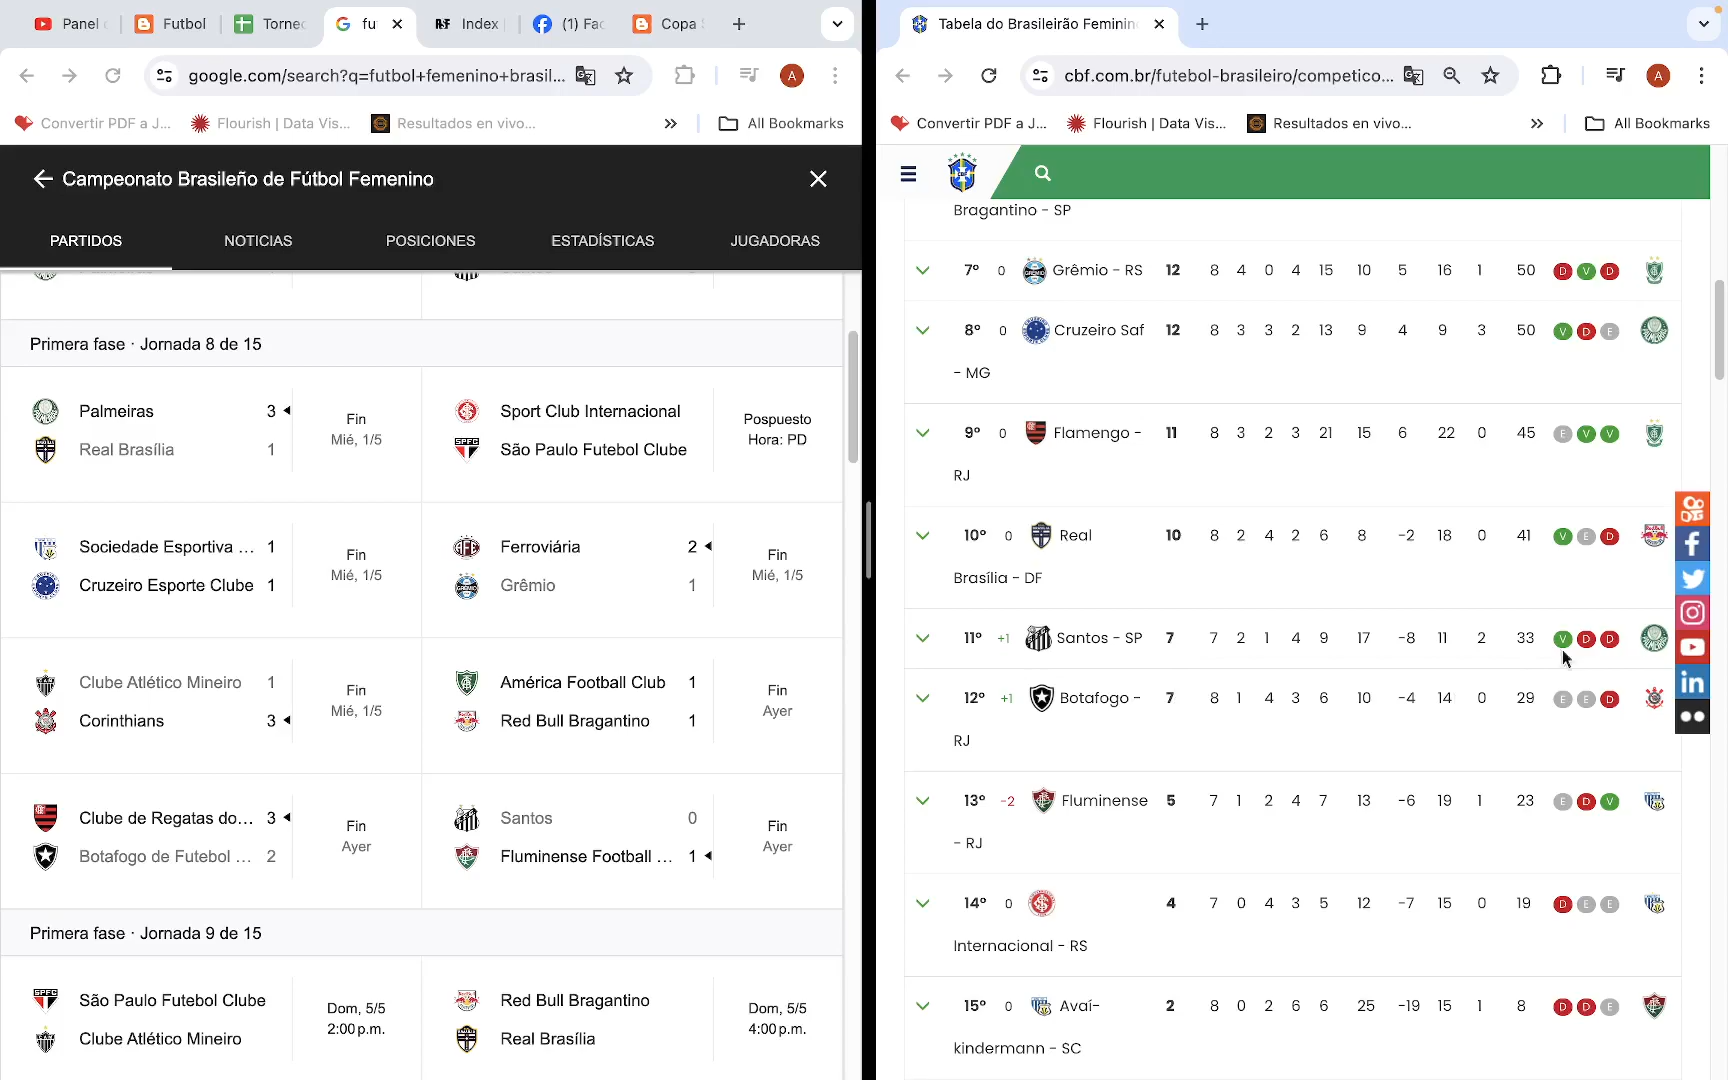 Panel
Futbol
Torne
fu
Index
(1) Fa
Copa
google.com/search?q=futbol+femenino+brasil...
A
Convertir PDF a J...
Flourish | Data Vis...
Resultados en vivo...
»
All Bookmarks
Campeonato Brasileño de Fútbol Femenino
PARTIDOS
NOTICIAS
POSICIONES
ESTADÍSTICAS
JUGADORAS
Primera fase · Jornada 8 de 15
Palmeiras 3
Real Brasília 1
Fin
Mié, 1/5
Sport Club Internacional
São Paulo Futebol Clube
Pospuesto
Hora: PD
Sociedade Esportiva ... 1
Cruzeiro Esporte Clube 1
Fin
Mié, 1/5
Ferroviária 2
Grêmio 1
Fin
Mié, 1/5
Clube Atlético Mineiro 1
Corinthians 3
Fin
Mié, 1/5
América Football Club 1
Red Bull Bragantino 1
Fin
Ayer
Clube de Regatas do... 3
Botafogo de Futebol ... 2
Fin
Ayer
Santos 0
Fluminense Football ... 1
Fin
Ayer
Primera fase · Jornada 9 de 15
São Paulo Futebol Clube
Clube Atlético Mineiro
Dom, 5/5
2:00 p.m.
Red Bull Bragantino
Real Brasília
Dom, 5/5
4:00 p.m.
Tabela do Brasileirão Feminin
cbf.com.br/futebol-brasileiro/competico...
A
Convertir PDF a J...
Flourish | Data Vis...
Resultados en vivo...
»
All Bookmarks
Bragantino - SP
7º 0 Grêmio - RS 12 8 4 0 4 15 10 5 16 1 50 D V D
8º 0 Cruzeiro Saf 12 8 3 3 2 13 9 4 9 3 50 V D E
- MG
9º 0 Flamengo - 11 8 3 2 3 21 15 6 22 0 45 E V V
RJ
10º 0 Real 10 8 2 4 2 6 8 -2 18 0 41 V E D
Brasília - DF
11º +1 Santos - SP 7 7 2 1 4 9 17 -8 11 2 33 V D D
12º +1 Botafogo - 7 8 1 4 3 6 10 -4 14 0 29 E E D
RJ
13º -2 Fluminense 5 7 1 2 4 7 13 -6 19 1 23 E D V
- RJ
14º 0 4 7 0 4 3 5 12 -7 15 0 19 D E E
Internacional - RS
15º 0 Avaí- 2 8 0 2 6 6 25 -19 15 1 8 D D E
kindermann - SC